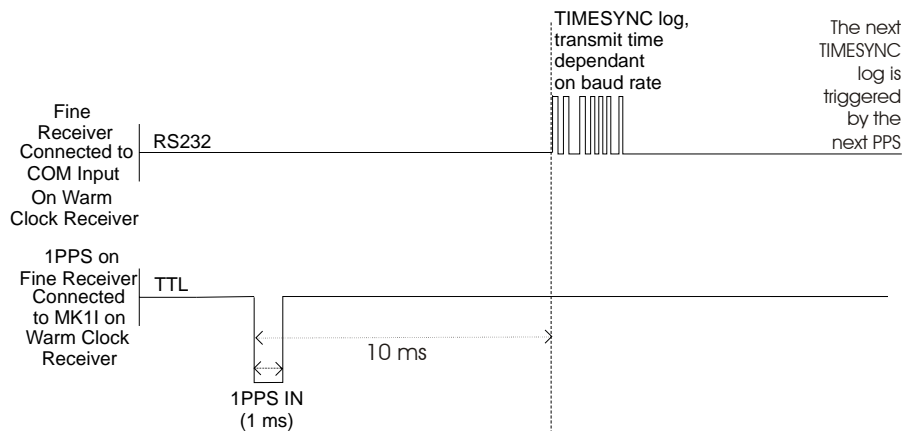 TIMESYNC log,
transmit time
dependant
on baud rate
The next
TIMESYNC
log is
triggered
by the
next PPS
Fine
Receiver
Connected to
COM Input
On Warm
Clock Receiver
RS232
1PPS on
Fine Receiver
Connected
to MK1I on
Warm Clock
Receiver
TTL
10 ms
1PPS IN
(1 ms)